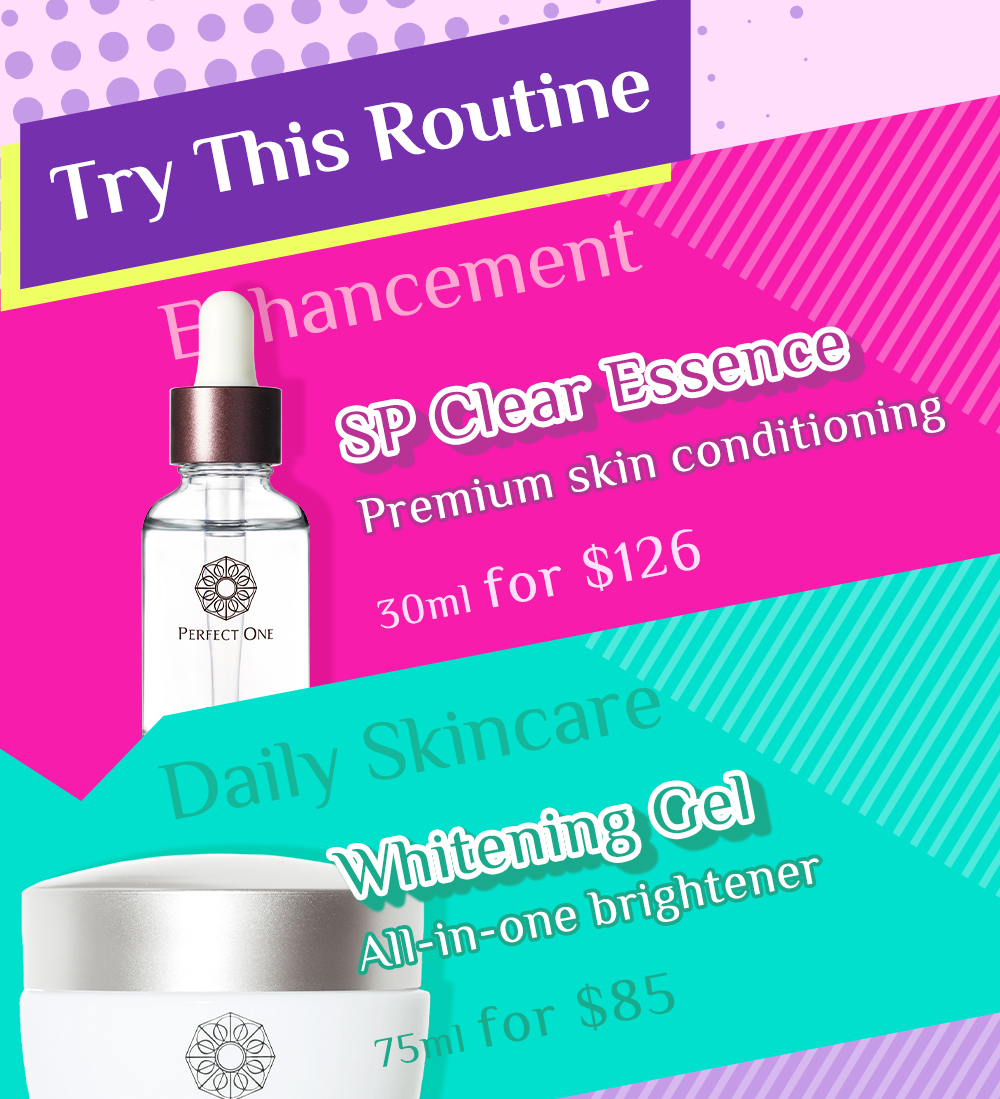 Try This Routine
Enhancement
SP Clear Essence
Premium skin conditioning
30ml for $126
PERFECT ONE
Daily Skincare
Whitening Gel
All-in-one brightener
75ml for $85